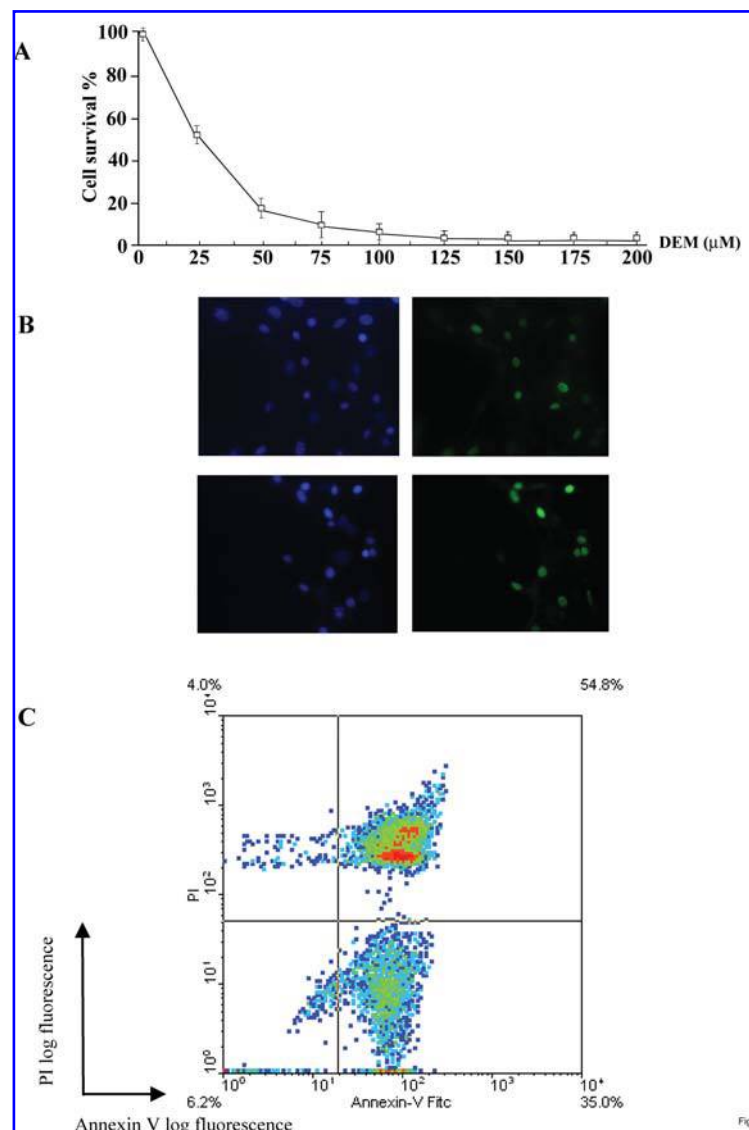 A
Cell survival %
100
80
60
40
20
0
0 25 50 75 100 125 150 175 200
DEM (µM)
B
C
4.0% 54.8%
PI
10⁴
10³
10²
10¹
10⁰
10⁰ 10¹ 10² 10³ 10⁴
6.2% Annexin-V Fitc 35.0%
PI log fluorescence
Annexin V log fluorescence
Fig